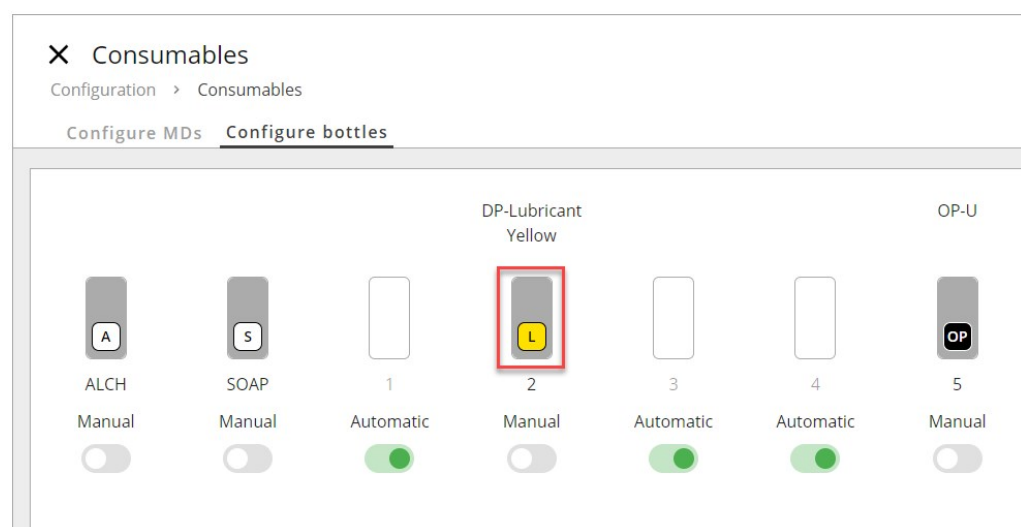 Consumables
Configuration > Consumables
Configure MDs Configure bottles
DP-Lubricant
Yellow
OP-U
A S L OP
ALCH SOAP 1 2 3 4 5
Manual Manual Automatic Manual Automatic Automatic Manual